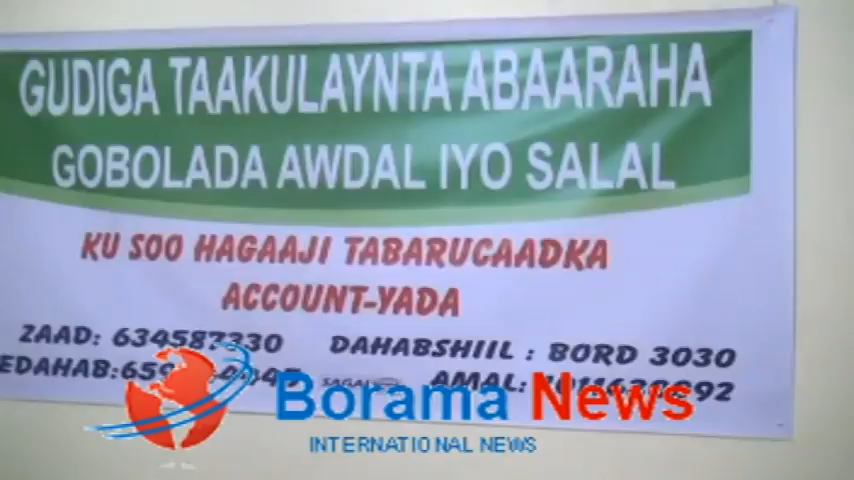 GUDIGA TAAKULAYNTA ABAARAHA
GOBOLADA AWDAL IYO SALAL
KU SOO HAGAAJI TABARUCAADKA
ACCOUNT-YADA
ZAAD: 634587330 DAHABSHIIL : BORD 3030
EDAHAB: AMAL:
Borama News
INTERNATIONAL NEWS